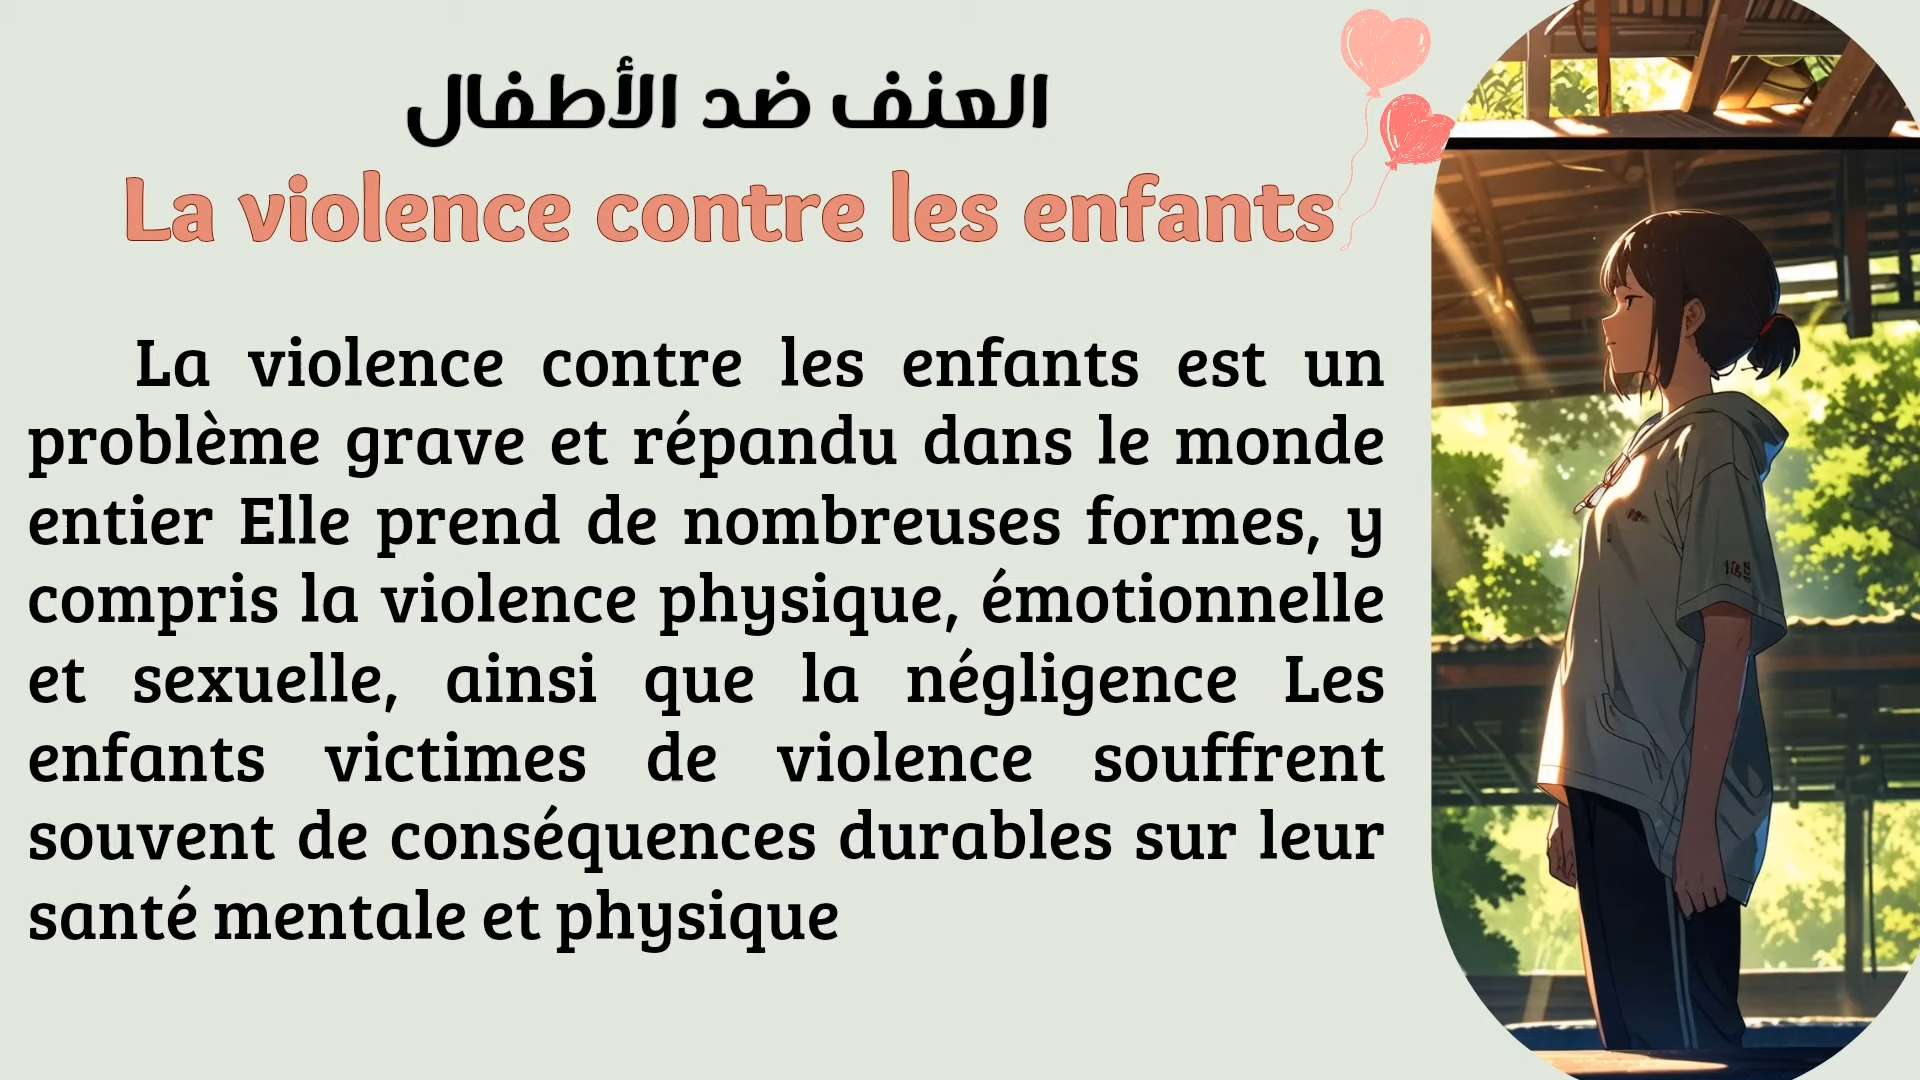 العنف ضد الأطفال
La violence contre les enfants
La violence contre les enfants est un
problème grave et répandu dans le monde
entier Elle prend de nombreuses formes, y
compris la violence physique, émotionnelle
et sexuelle, ainsi que la négligence Les
enfants victimes de violence souffrent
souvent de conséquences durables sur leur
santé mentale et physique